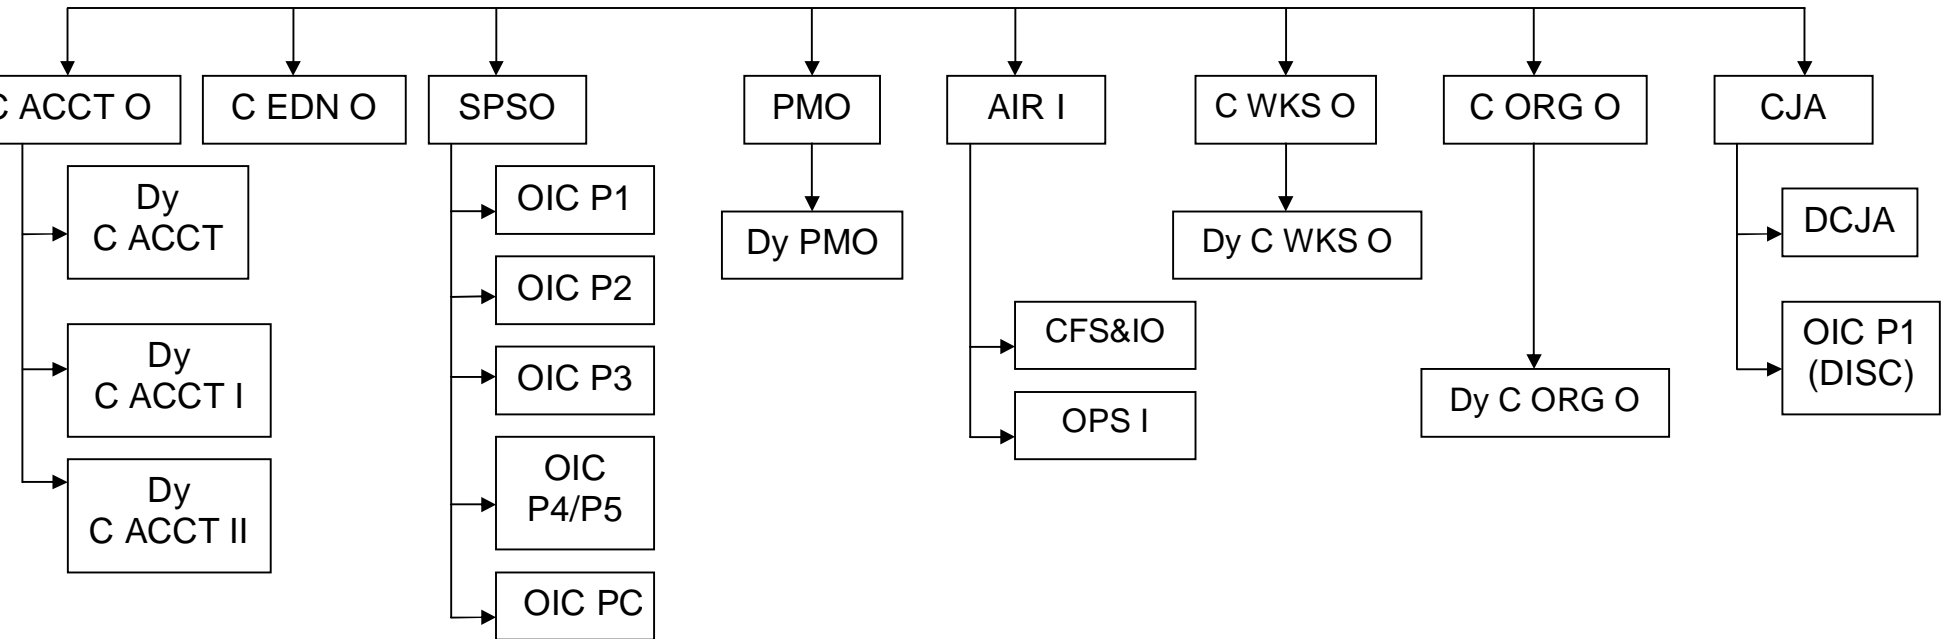 C ACCT O
C EDN O
SPSO
PMO
AIR I
C WKS O
C ORG O
CJA
Dy
C ACCT
Dy
C ACCT I
Dy
C ACCT II
OIC P1
OIC P2
OIC P3
OIC
P4/P5
OIC PC
Dy PMO
CFS&IO
OPS I
Dy C WKS O
Dy C ORG O
DCJA
OIC P1
(DISC)